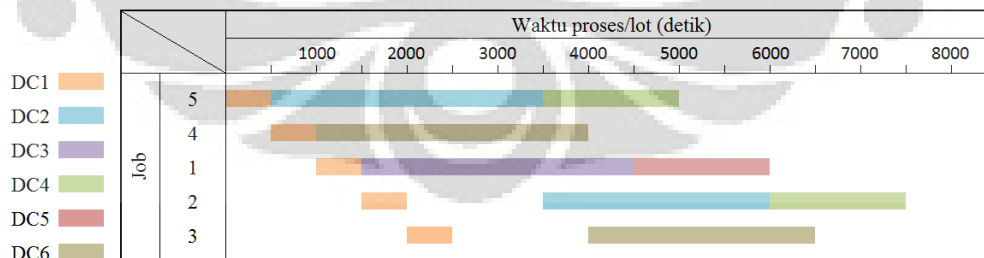 Waktu proses/lot (detik)
1000 2000 3000 4000 5000 6000 7000 8000
DC1
DC2
DC3
DC4
DC5
DC6
Job
5
4
1
2
3